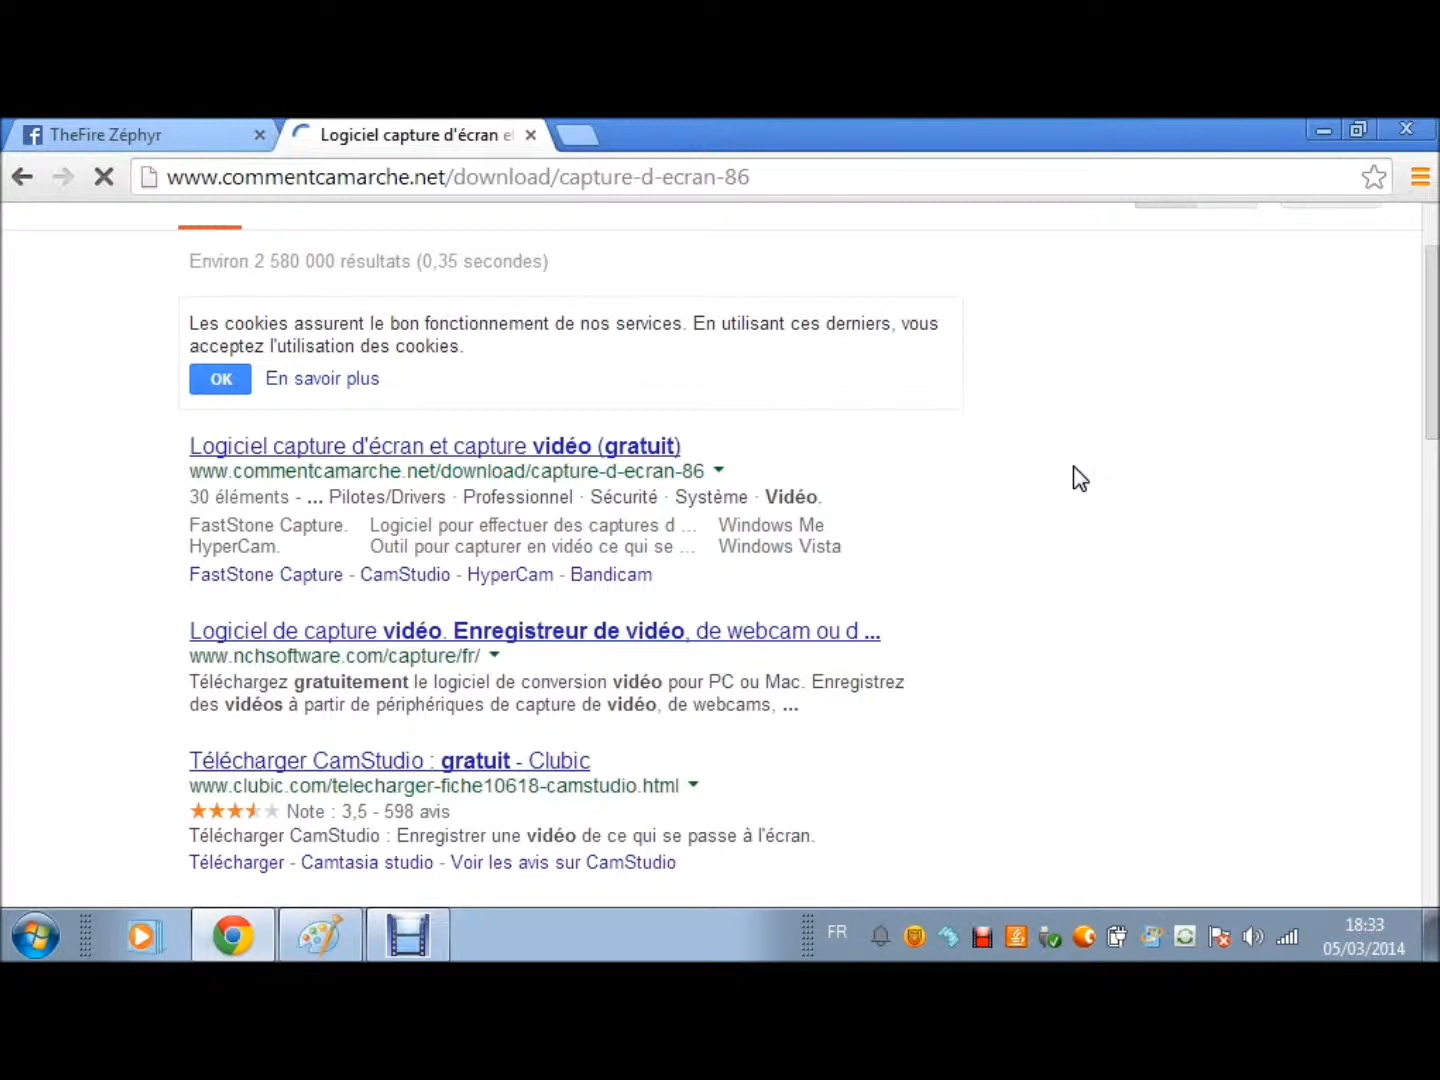 TheFire Zéphyr
Logiciel capture d'écran e
www.commentcamarche.net/download/capture-d-ecran-86
Environ 2 580 000 résultats (0,35 secondes)
Les cookies assurent le bon fonctionnement de nos services. En utilisant ces derniers, vous
acceptez l'utilisation des cookies.
OK En savoir plus
Logiciel capture d'écran et capture vidéo (gratuit)
www.commentcamarche.net/download/capture-d-ecran-86
30 éléments - ... Pilotes/Drivers · Professionnel · Sécurité · Système · Vidéo.
FastStone Capture. Logiciel pour effectuer des captures d ... Windows Me
HyperCam. Outil pour capturer en vidéo ce qui se ... Windows Vista
FastStone Capture - CamStudio - HyperCam - Bandicam
Logiciel de capture vidéo. Enregistreur de vidéo, de webcam ou d ...
www.nchsoftware.com/capture/fr/
Téléchargez gratuitement le logiciel de conversion vidéo pour PC ou Mac. Enregistrez
des vidéos à partir de périphériques de capture de vidéo, de webcams, ...
Télécharger CamStudio : gratuit - Clubic
www.clubic.com/telecharger-fiche10618-camstudio.html
Note : 3,5 - 598 avis
Télécharger CamStudio : Enregistrer une vidéo de ce qui se passe à l'écran.
Télécharger - Camtasia studio - Voir les avis sur CamStudio
FR
18:33
05/03/2014